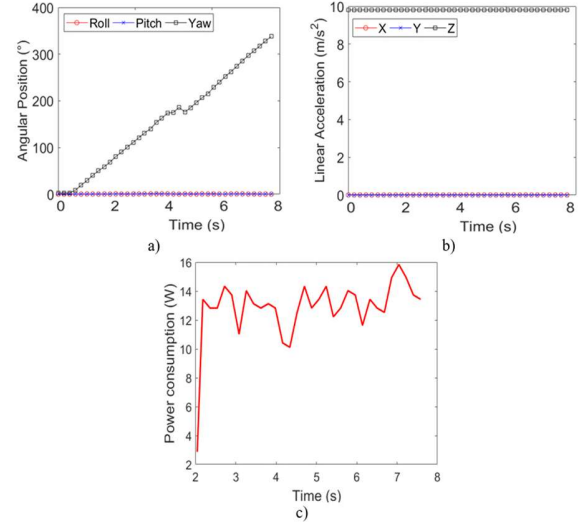 Roll Pitch Yaw
400
300
200
100
0
Angular Position (°)
0 2 4 6 8
Time (s)
a)
X Y Z
10
8
6
4
2
0
Linear Acceleration (m/s²)
0 2 4 6 8
Time (s)
b)
16
14
12
10
8
6
4
2
Power consumption (W)
2 3 4 5 6 7 8
Time (s)
c)